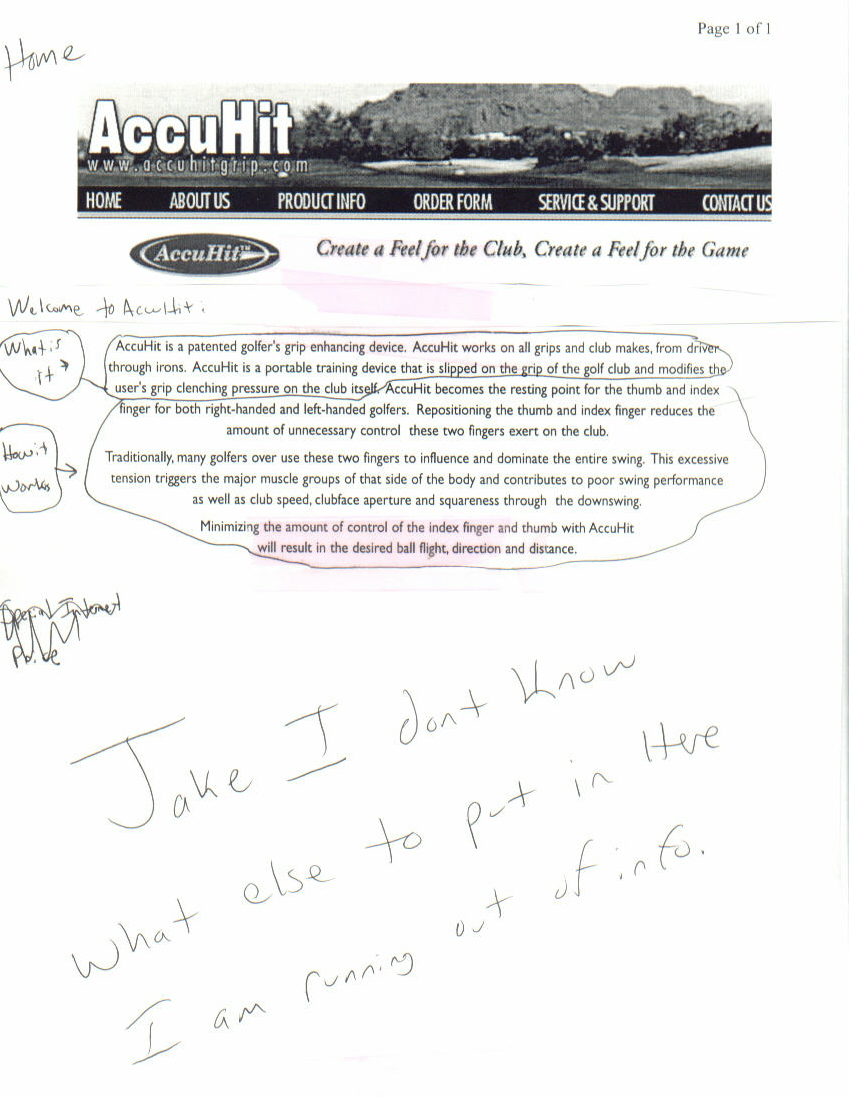 Page 1 of 1
Home
AccuHit
www.accuhitgrip.com
HOME ABOUT US PRODUCT INFO ORDER FORM SERVICE & SUPPORT CONTACT US
AccuHit™ Create a Feel for the Club, Create a Feel for the Game
Welcome to AccuHit:
What is
it →
AccuHit is a patented golfer's grip enhancing device. AccuHit works on all grips and club makes, from driver
through irons. AccuHit is a portable training device that is slipped on the grip of the golf club and modifies the
user's grip clenching pressure on the club itself. AccuHit becomes the resting point for the thumb and index
finger for both right-handed and left-handed golfers. Repositioning the thumb and index finger reduces the
amount of unnecessary control these two fingers exert on the club.
How it
works
Traditionally, many golfers over use these two fingers to influence and dominate the entire swing. This excessive
tension triggers the major muscle groups of that side of the body and contributes to poor swing performance
as well as club speed, clubface aperture and squareness through the downswing.
Minimizing the amount of control of the index finger and thumb with AccuHit
will result in the desired ball flight, direction and distance.
Special Internet
Jake I dont Know
what else to put in Here
I am running out of info.